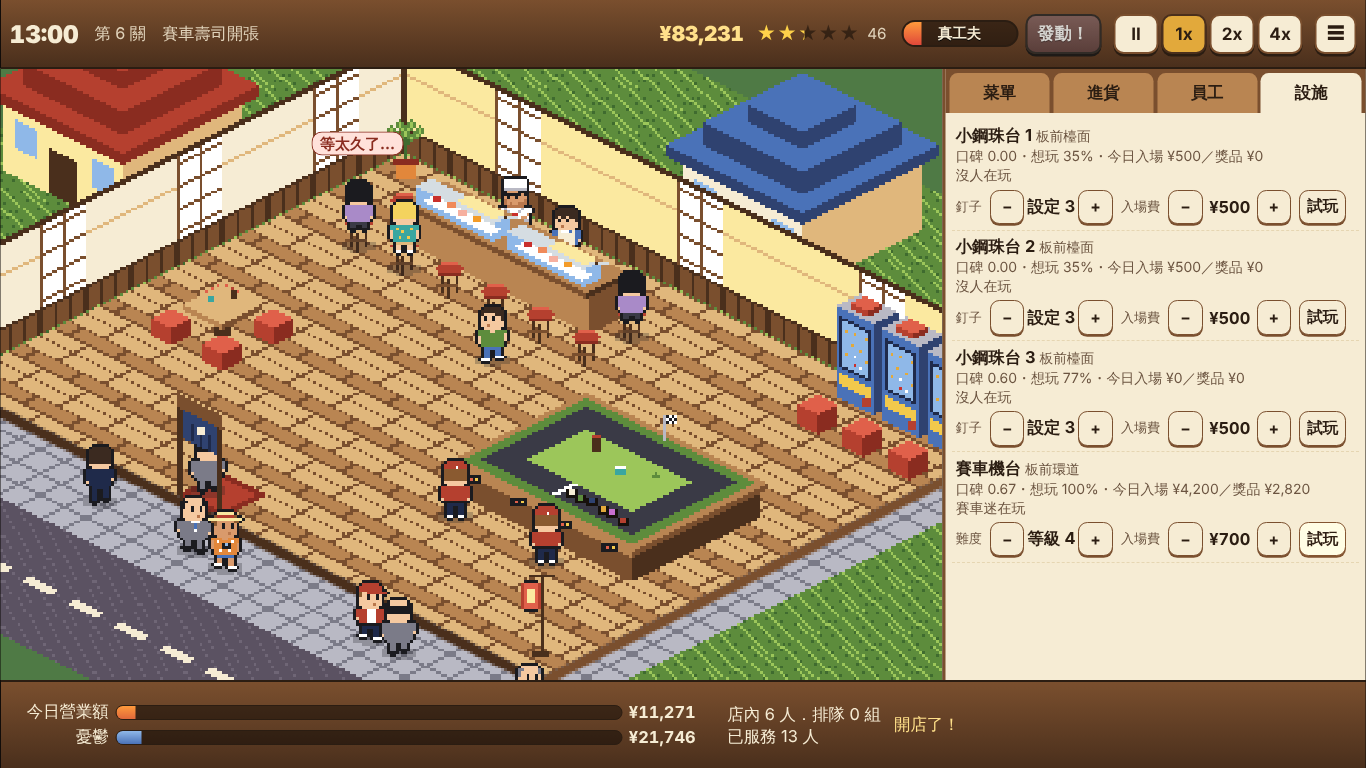 13:00 第 6 關 賽車壽司開張
¥83,231 46 真工夫 發動！ II 1x 2x 4x
菜單 進貨 員工 設施
等太久了...
小鋼珠台 1 板前檯面
口碑 0.00・想玩 35%・今日入場 ¥500／獎品 ¥0
沒人在玩
釘子 − 設定 3 + 入場費 − ¥500 + 試玩
小鋼珠台 2 板前檯面
口碑 0.00・想玩 35%・今日入場 ¥500／獎品 ¥0
沒人在玩
釘子 − 設定 3 + 入場費 − ¥500 + 試玩
小鋼珠台 3 板前檯面
口碑 0.60・想玩 77%・今日入場 ¥0／獎品 ¥0
沒人在玩
釘子 − 設定 3 + 入場費 − ¥500 + 試玩
賽車機台 板前環道
口碑 0.67・想玩 100%・今日入場 ¥4,200／獎品 ¥2,820
賽車迷在玩
難度 − 等級 4 + 入場費 − ¥700 + 試玩
今日營業額 ¥11,271
憂鬱 ¥21,746
店內 6 人．排隊 0 組
已服務 13 人
開店了！